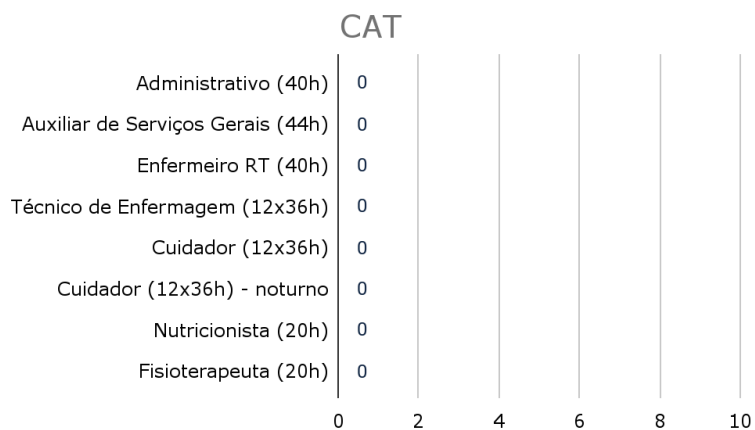 CAT
Administrativo (40h) 0
Auxiliar de Serviços Gerais (44h) 0
Enfermeiro RT (40h) 0
Técnico de Enfermagem (12x36h) 0
Cuidador (12x36h) 0
Cuidador (12x36h) - noturno 0
Nutricionista (20h) 0
Fisioterapeuta (20h) 0
0 2 4 6 8 10